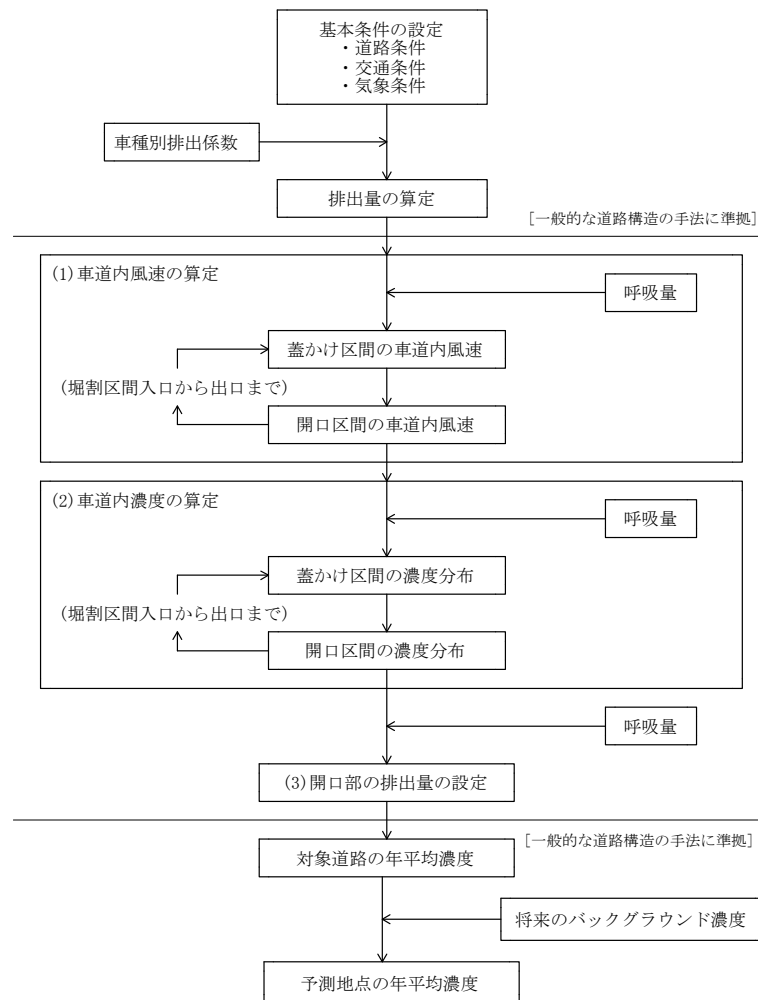 基本条件の設定
・道路条件
・交通条件
・気象条件
車種別排出係数
排出量の算定
[一般的な道路構造の手法に準拠]
(1)車道内風速の算定
呼吸量
蓋かけ区間の車道内風速
(堀割区間入口から出口まで)
開口区間の車道内風速
(2)車道内濃度の算定
呼吸量
蓋かけ区間の濃度分布
(堀割区間入口から出口まで)
開口区間の濃度分布
呼吸量
(3)開口部の排出量の設定
[一般的な道路構造の手法に準拠]
対象道路の年平均濃度
将来のバックグラウンド濃度
予測地点の年平均濃度